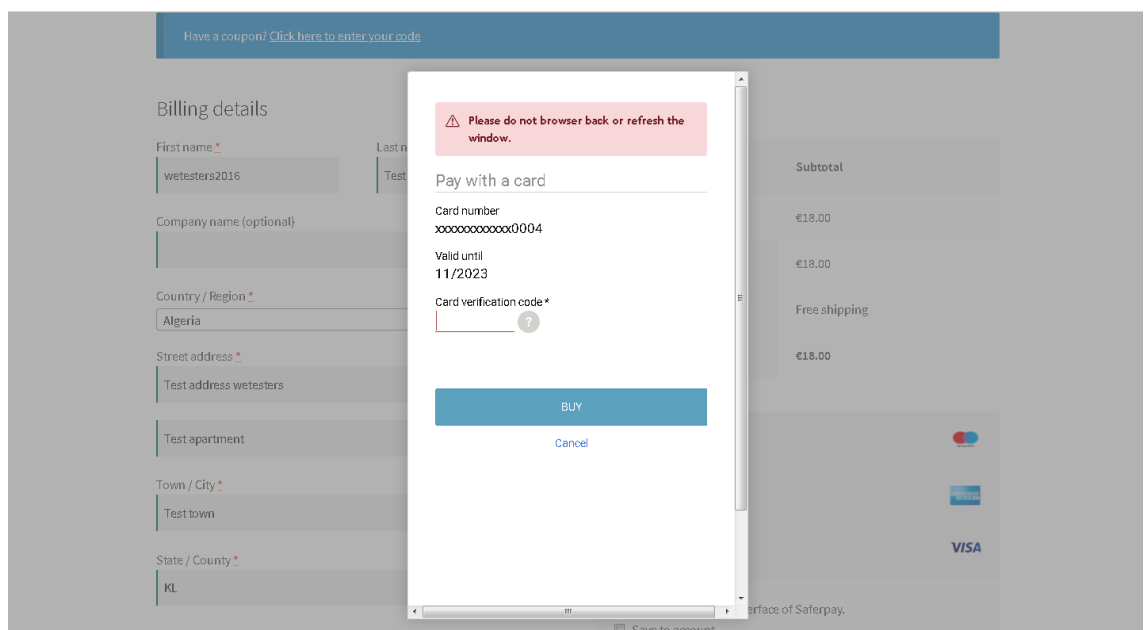 Have a coupon? Click here to enter your code
Billing details
First name *
Last n
wetesters2016
Test
Company name (optional)
Country / Region *
Algeria
Street address *
Test address wetesters
Test apartment
Town / City *
Test town
State / County *
KL
Please do not browser back or refresh the
window.
Pay with a card
Card number
xxxxxxxxxxxx0004
Valid until
11/2023
Card verification code *
?
BUY
Cancel
Subtotal
€18.00
€18.00
Free shipping
€18.00
VISA
erface of Saferpay.
Save to account